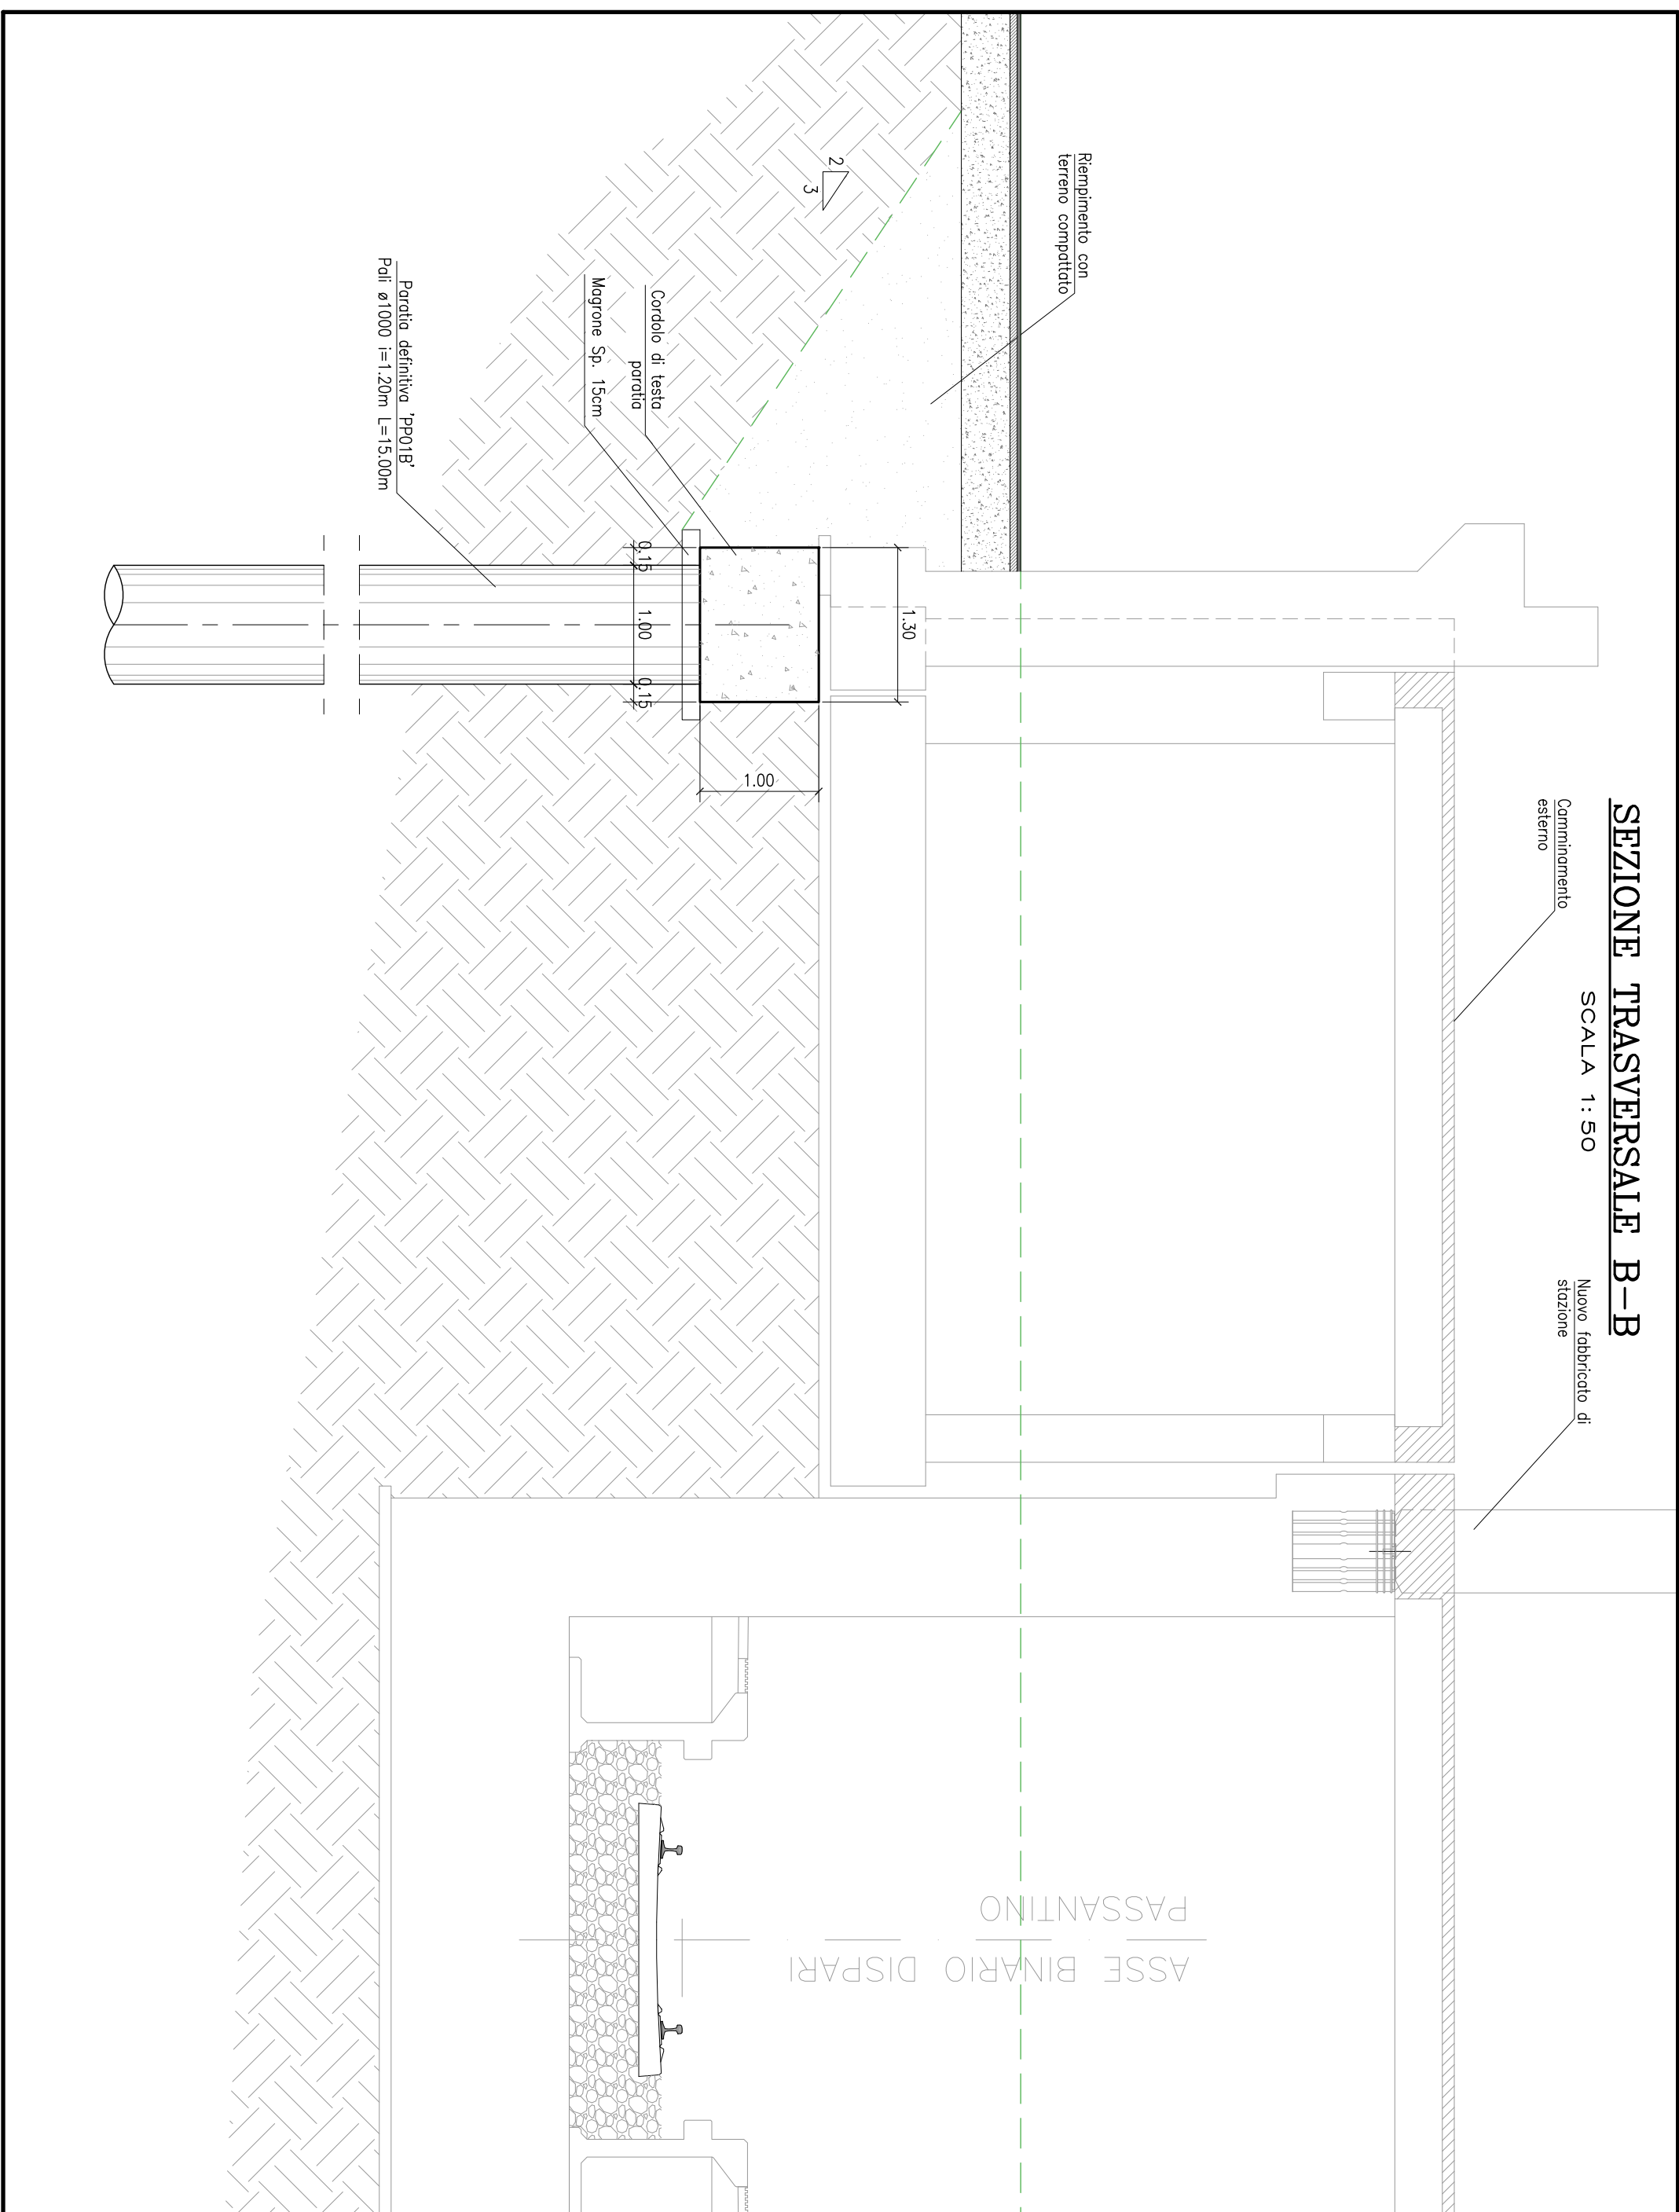 SEZIONE TRASVERSALE B-B
SCALA 1:50
Camminamento
esterno
Nuovo fabbricato di
stazione
Riempimento con
terreno compattato
2
3
1.30
Cordolo di testa
paratia
Magrone Sp. 15cm
0.15
1.00
0.15
1.00
Paratia definitiva 'PP01B'
Pali ø1000 i=1.20m L=15.00m
ASSE BINARIO DISPARI
PASSANTINO